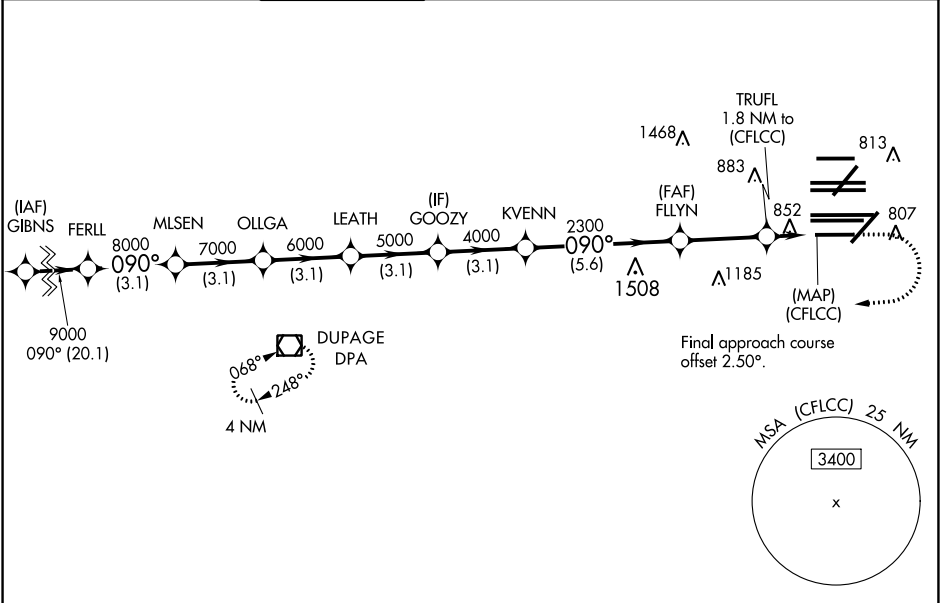 TRUFL
1.8 NM to
(CFLCC)
1468
813
883
(IAF)
GIBNS
FERLL
MLSEN
OLLGA
LEATH
(IF)
GOOZY
KVENN
(FAF)
FLLYN
852
807
8000
090°
(3.1)
7000
(3.1)
6000
(3.1)
5000
(3.1)
4000
(3.1)
2300
090°
(5.6)
1508
1185
(MAP)
(CFLCC)
9000
090° (20.1)
DUPAGE
DPA
068°
248°
4 NM
Final approach course
offset 2.50°.
MSA (CFLCC) 25 NM
3400
x